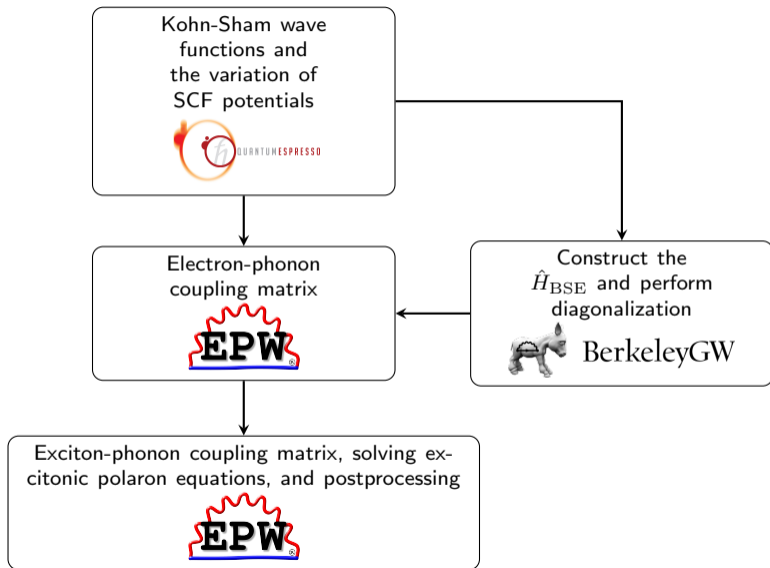 Kohn-Sham wave
functions and
the variation of
SCF potentials
ℏ QUANTUMESPRESSO
Electron-phonon
coupling matrix
EPW®
Construct the
Ĥ_BSE and perform
diagonalization
BerkeleyGW
Exciton-phonon coupling matrix, solving ex-
citonic polaron equations, and postprocessing
EPW®